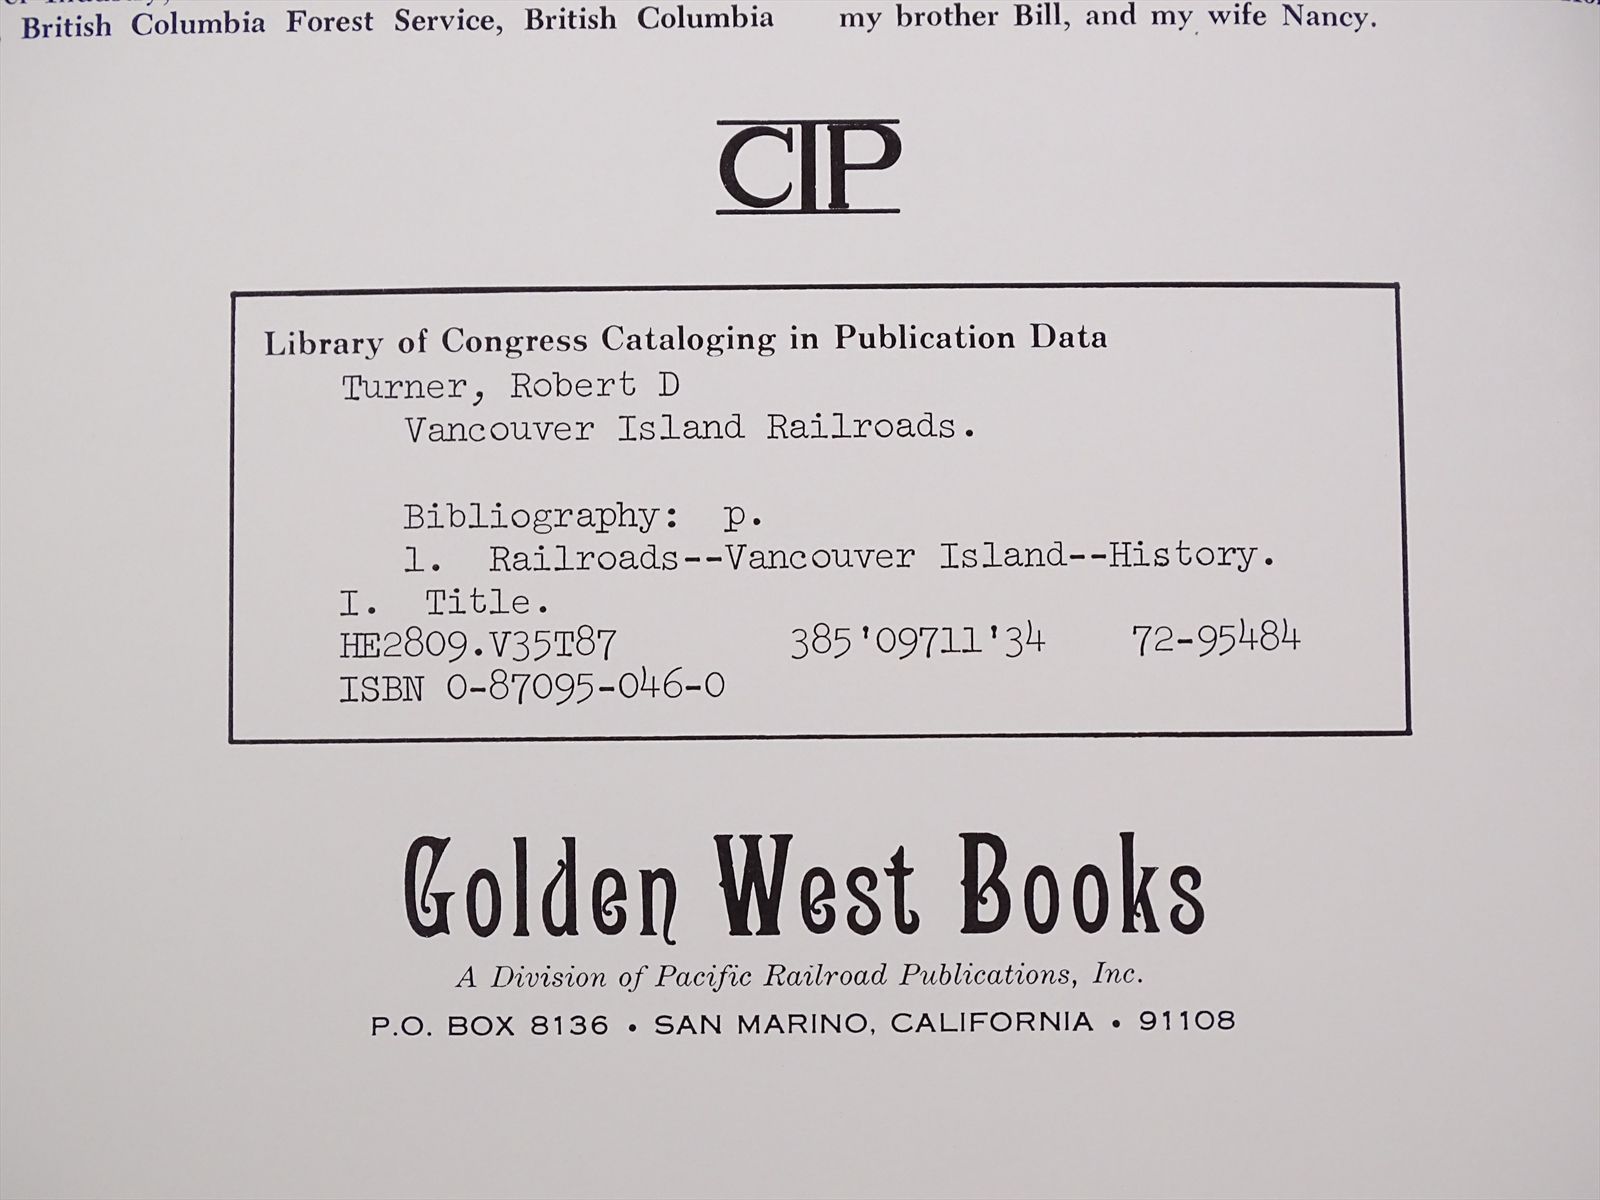 British Columbia Forest Service, British Columbia
my brother Bill, and my wife Nancy.
CIP
Library of Congress Cataloging in Publication Data
Turner, Robert D
Vancouver Island Railroads.
Bibliography: p.
1. Railroads--Vancouver Island--History.
I. Title.
HE2809.V35T87 385'09711'34 72-95484
ISBN 0-87095-046-0
Golden West Books
A Division of Pacific Railroad Publications, Inc.
P.O. BOX 8136 • SAN MARINO, CALIFORNIA • 91108